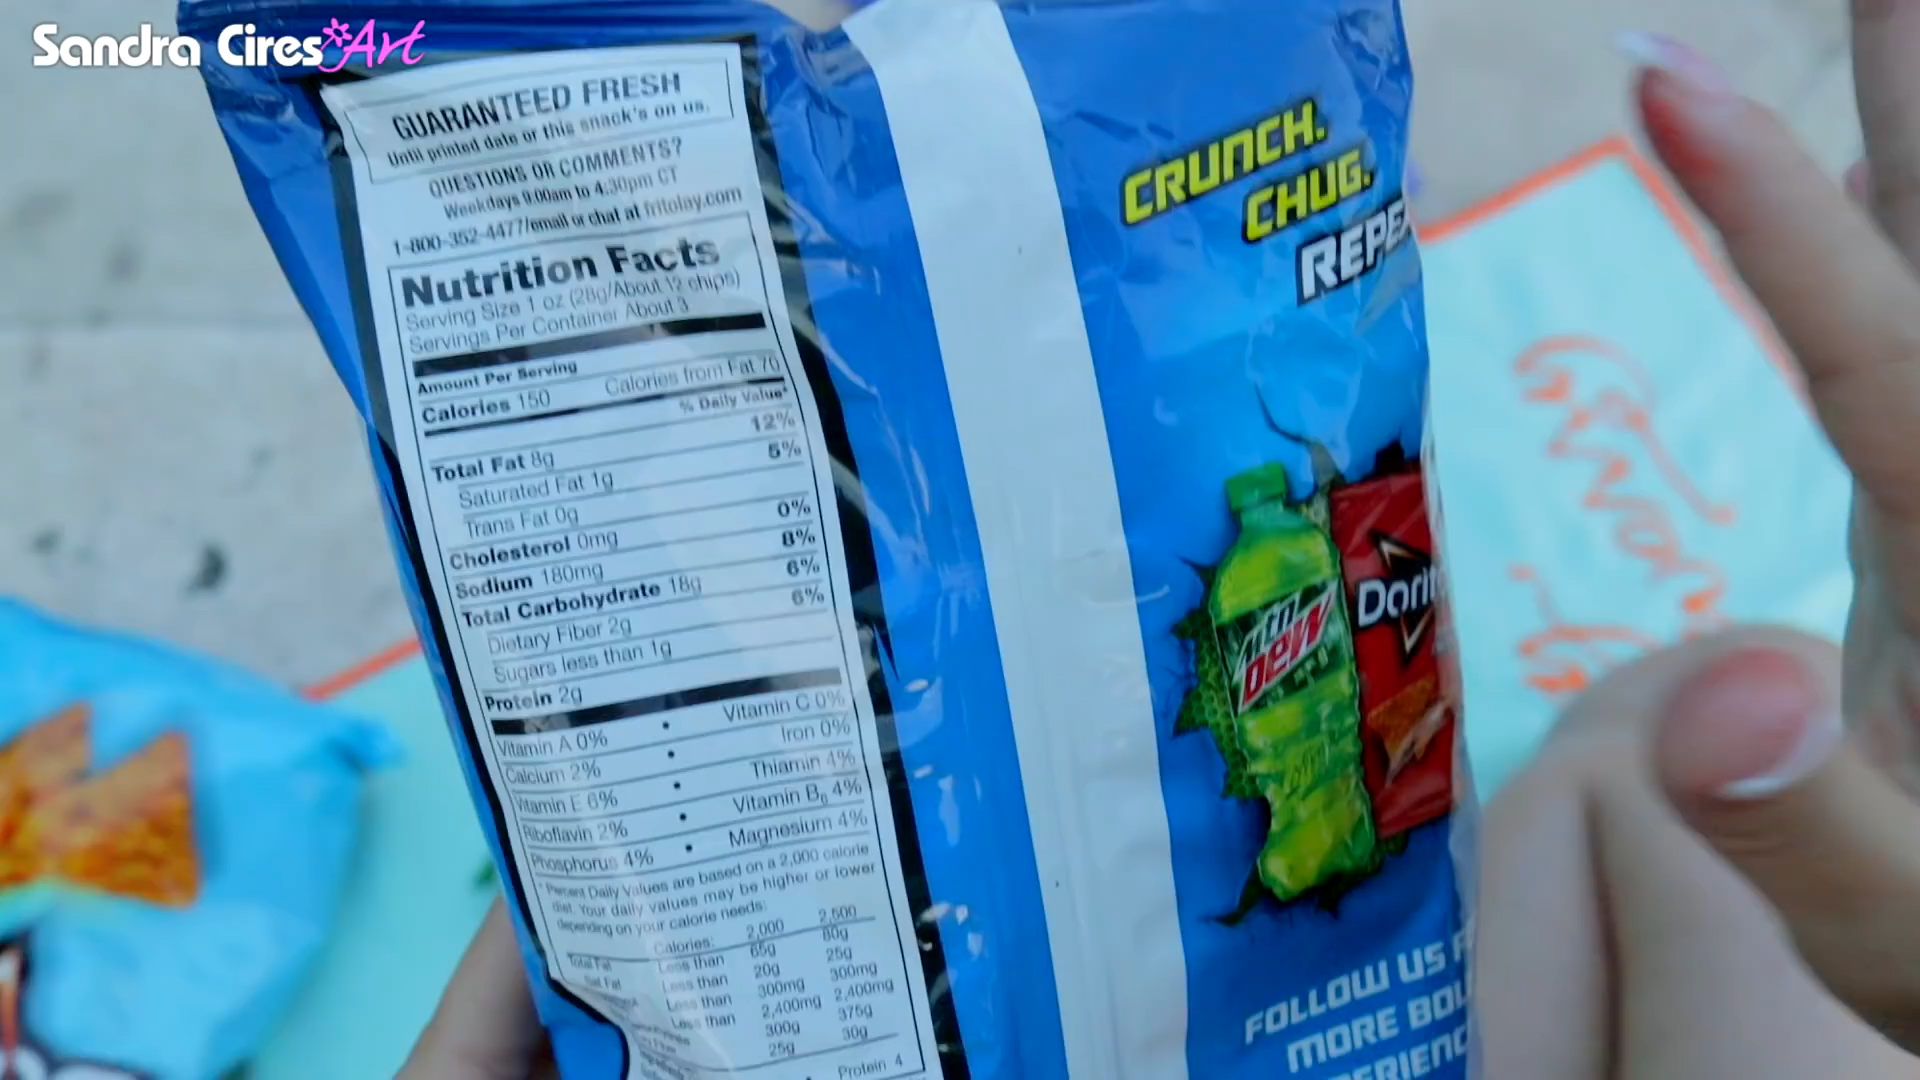 Sandra Cires Art
GUARANTEED FRESH
Until printed date or this snack's on us.
QUESTIONS OR COMMENTS?
Weekdays 9:00am to 4:30pm CT
1-800-352-4477/email or chat at fritolay.com
Nutrition Facts
Serving Size 1 oz (28g/About 12 chips)
Servings Per Container About 3
Amount Per Serving
Calories 150 Calories from Fat 70
% Daily Value*
Total Fat 8g 12%
Saturated Fat 1g 5%
Trans Fat 0g
Cholesterol 0mg 0%
Sodium 180mg 8%
Total Carbohydrate 18g 6%
Dietary Fiber 2g 6%
Sugars less than 1g
Protein 2g
Vitamin A 0% • Vitamin C 0%
Calcium 2% • Iron 0%
Vitamin E 6% • Thiamin 4%
Riboflavin 2% • Vitamin B6 4%
Phosphorus 4% • Magnesium 4%
* Percent Daily Values are based on a 2,000 calorie
diet. Your daily values may be higher or lower
depending on your calorie needs:
Calories: 2,000 2,500
Total Fat Less than 65g 80g
Sat Fat Less than 20g 25g
Less than 300mg 300mg
Less than 2,400mg 2,400mg
300g 375g
25g 30g
• Protein 4
CRUNCH.
CHUG.
REPEA
mtn
DEW
Dorit
FOLLOW US F
MORE BOL
PERIENC